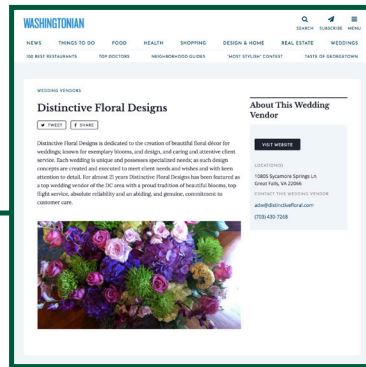 WASHINGTONIAN
SEARCH SUBSCRIBE MENU
NEWS THINGS TO DO FOOD HEALTH SHOPPING DESIGN & HOME REAL ESTATE WEDDINGS
100 BEST RESTAURANTS TOP DOCTORS NEIGHBORHOOD GUIDES "MOST STYLISH" CONTEST TASTE OF GEORGETOWN
WEDDING VENDORS
Distinctive Floral Designs
TWEET SHARE
Distinctive Floral Designs is dedicated to the creation of beautiful floral décor for
weddings; known for exemplary blooms, and design, and caring and attentive client
service. Each wedding is unique and possesses specialized needs; as such design
concepts are created and executed to meet client needs and wishes and with keen
attention to detail. For almost 21 years Distinctive Floral Designs has been featured as
a top wedding vendor of the DC area with a proud tradition of beautiful blooms, top
flight service, absolute reliability and an abiding, and genuine, commitment to
customer care.
About This Wedding
Vendor
VISIT WEBSITE
LOCATION(S)
10805 Sycamore Springs Ln
Great Falls, VA 22066
CONTACT THIS WEDDING VENDOR
adw@distinctivefloral.com
(703) 430-7268